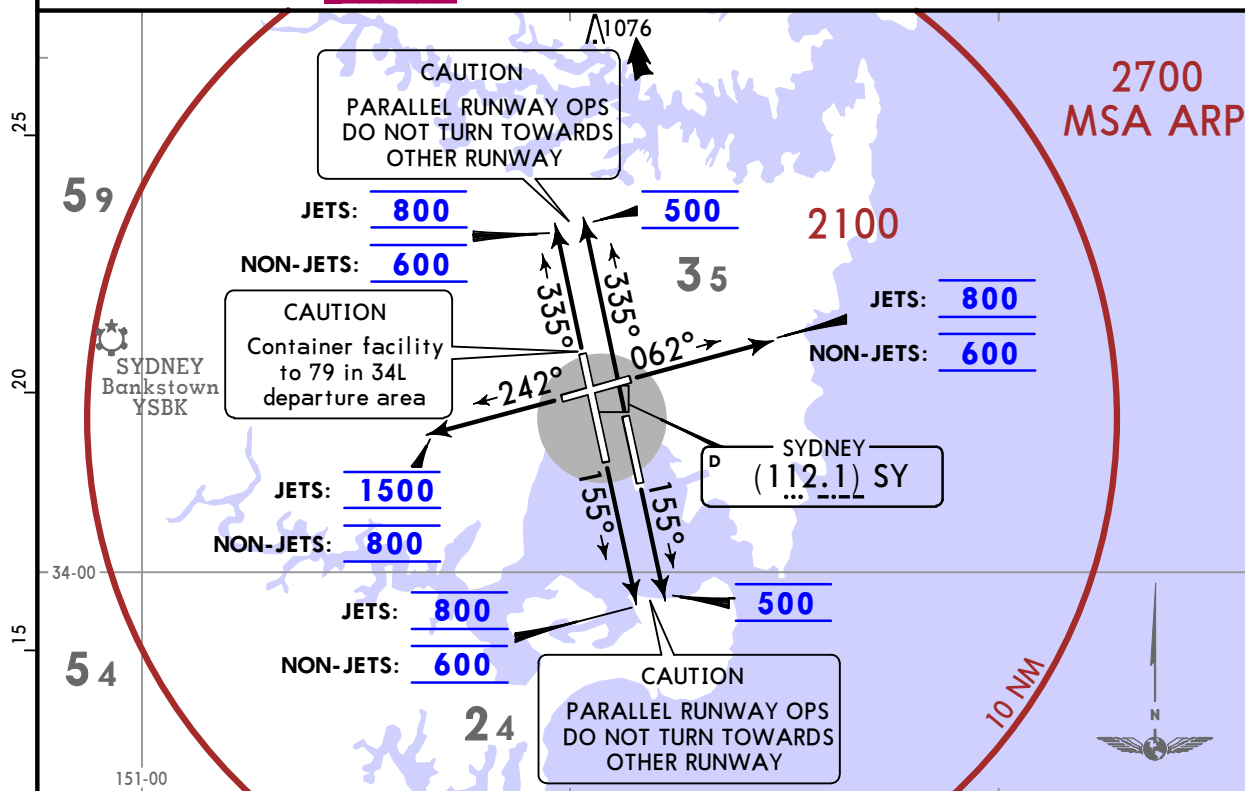 1076
CAUTION
PARALLEL RUNWAY OPS
DO NOT TURN TOWARDS
OTHER RUNWAY
2700
MSA ARP
25
59
JETS: 800
NON-JETS: 600
500
2100
35
JETS: 800
NON-JETS: 600
335°
335°
062°
242°
CAUTION
Container facility
to 79 in 34L
departure area
SYDNEY
Bankstown
YSBK
20
D
SYDNEY
(112.1) SY
155°
155°
JETS: 1500
NON-JETS: 800
34-00
JETS: 800
NON-JETS: 600
500
15
54
24
CAUTION
PARALLEL RUNWAY OPS
DO NOT TURN TOWARDS
OTHER RUNWAY
10 NM
N
151-00